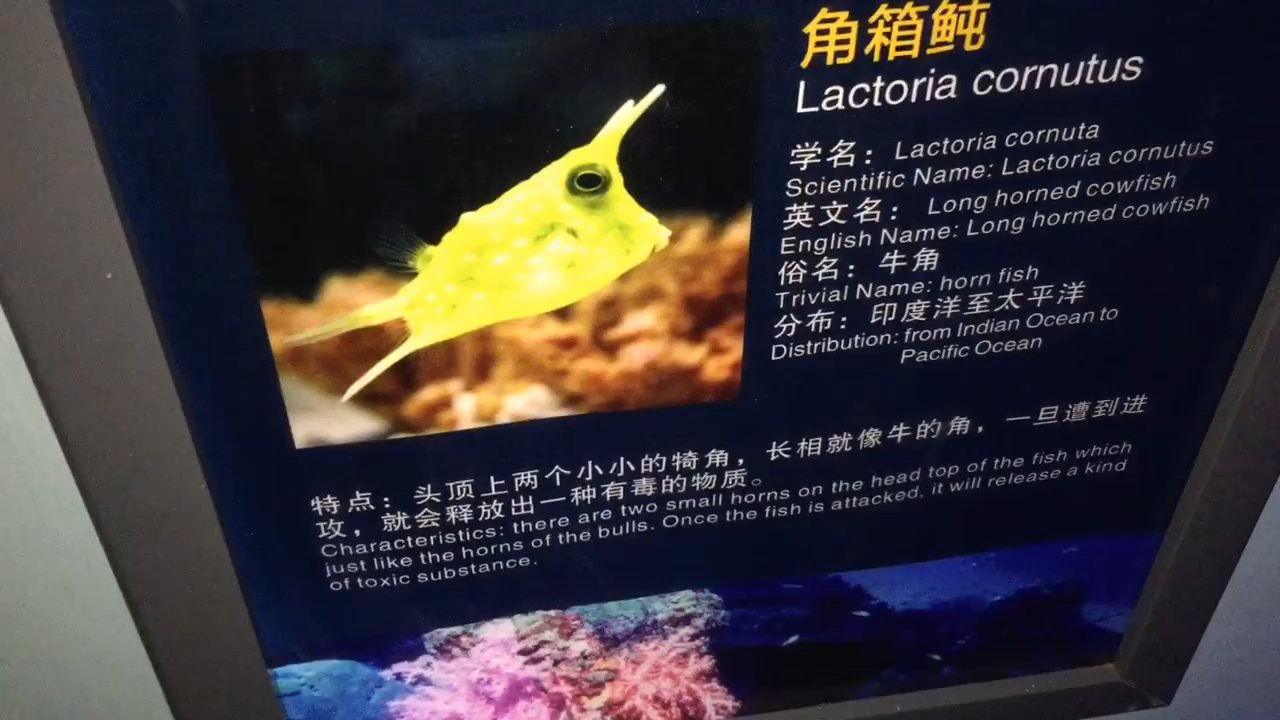 角箱鲀
Lactoria cornutus
学名：Lactoria cornuta
Scientific Name: Lactoria cornutus
英文名：Long horned cowfish
English Name: Long horned cowfish
俗名：牛角
Trivial Name: horn fish
分布：印度洋至太平洋
Distribution: from Indian Ocean to
Pacific Ocean
特点：头顶上两个小小的犄角，长相就像牛的角，一旦遭到进
攻，就会释放出一种有毒的物质。
Characteristics: there are two small horns on the head top of the fish which
just like the horns of the bulls. Once the fish is attacked, it will release a kind
of toxic substance.